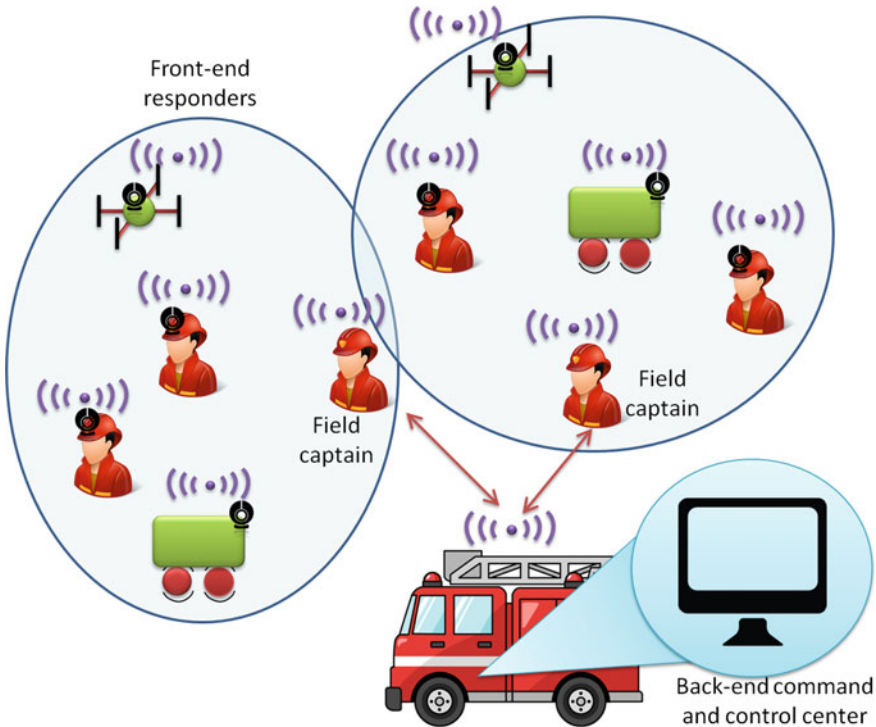 Front-end
responders
Field
captain
Field
captain
Back-end command
and control center